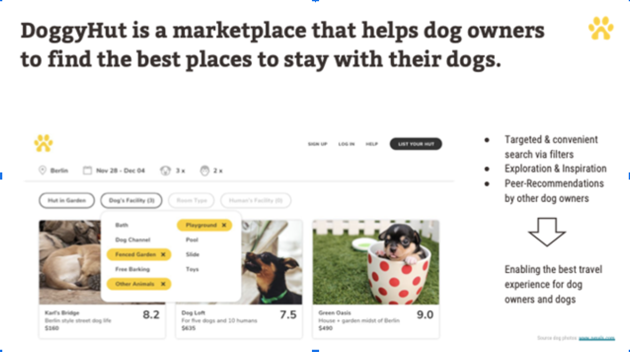 DoggyHut is a marketplace that helps dog owners
to find the best places to stay with their dogs.
SIGN UP LOG IN HELP LIST YOUR HUT
Berlin Nov 28 - Dec 04 3 x 2 x
Hut in Garden Dog's Facility (3) Room Type Human's Facility (0)
Bath Playground ×
Dog Channel Pool
Fenced Garden × Slide
Free Barking Toys
Other Animals ×
Karl's Bridge 8.2
Berlin style street dog life
$380
Dog Loft 7.5
For five dogs and 10 humans
$635
Green Oasis 9.0
House + garden midst of Berlin
$490
● Targeted & convenient
search via filters
● Exploration & Inspiration
● Peer-Recommendations
by other dog owners
Enabling the best travel
experience for dog
owners and dogs
Source dog photos: